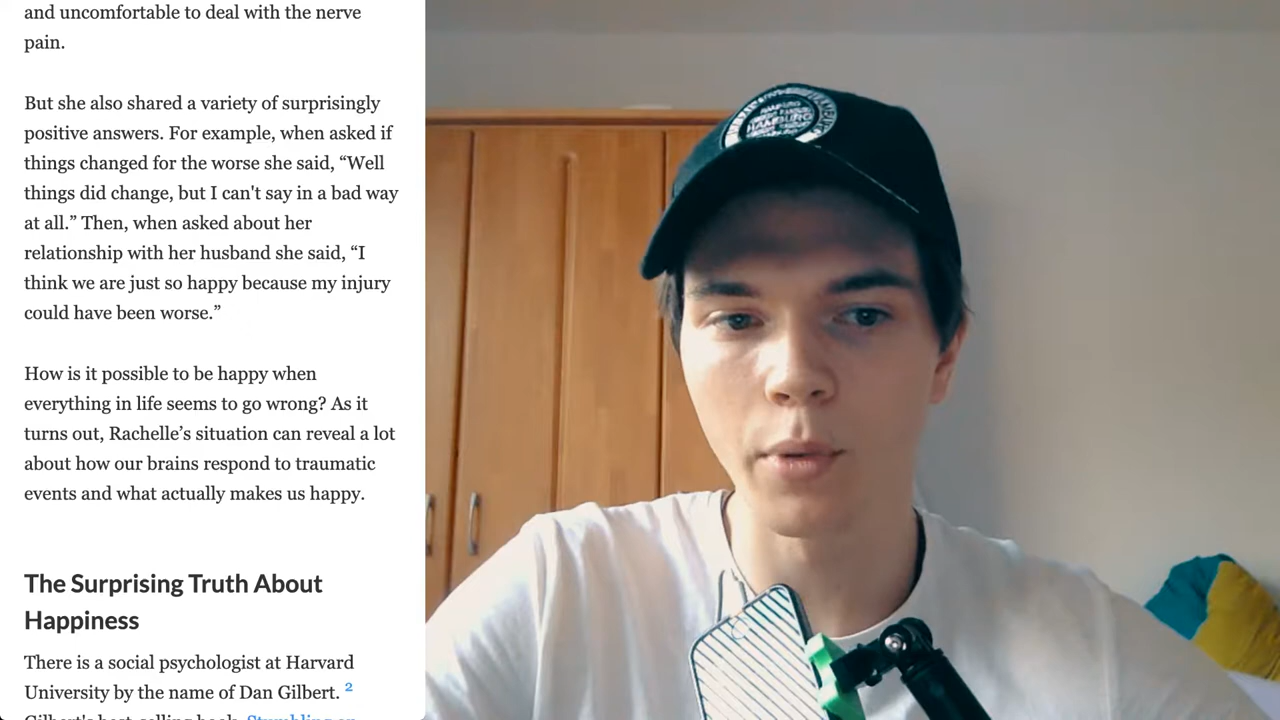 and uncomfortable to deal with the nerve
pain.
But she also shared a variety of surprisingly
positive answers. For example, when asked if
things changed for the worse she said, “Well
things did change, but I can't say in a bad way
at all.” Then, when asked about her
relationship with her husband she said, “I
think we are just so happy because my injury
could have been worse.”
How is it possible to be happy when
everything in life seems to go wrong? As it
turns out, Rachelle’s situation can reveal a lot
about how our brains respond to traumatic
events and what actually makes us happy.
The Surprising Truth About
Happiness
There is a social psychologist at Harvard
University by the name of Dan Gilbert. 2
Gilbert's best-selling book, Stumbling on
HAMBURG